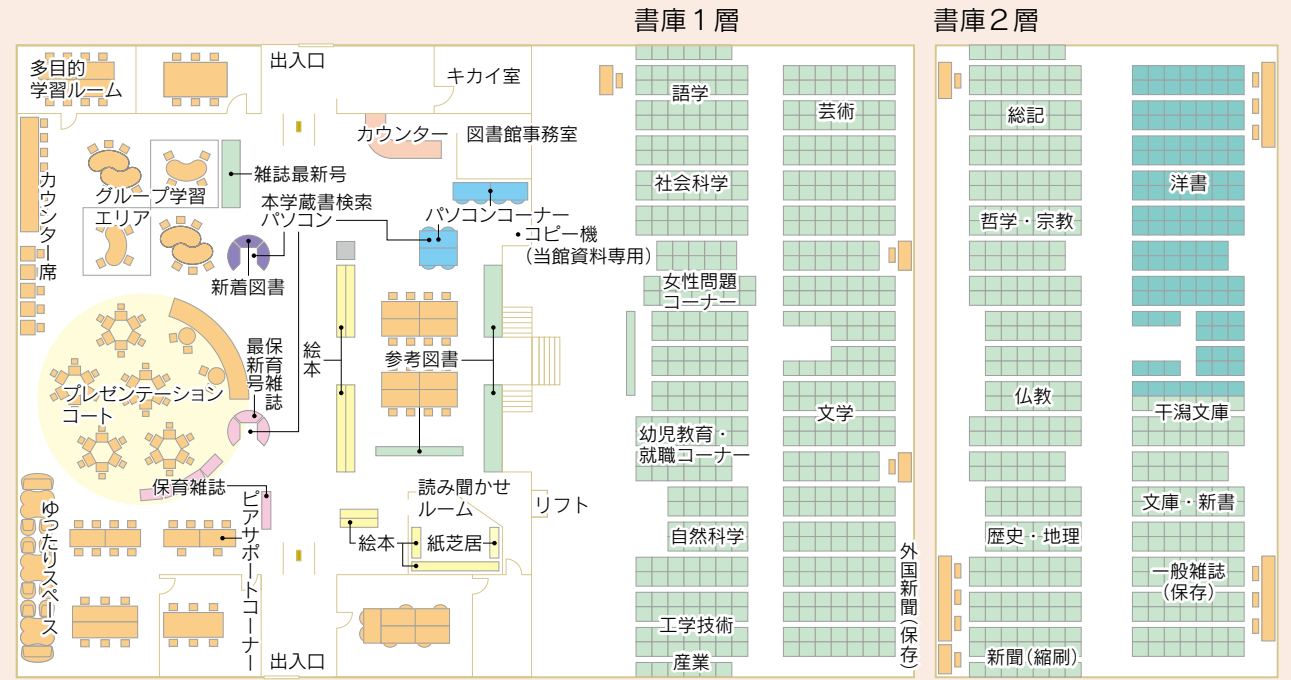 書庫１層
書庫２層
多目的
学習ルーム
出入口
キカイ室
カウンター
図書館事務室
雑誌最新号
カウンター席
グループ学習
エリア
本学蔵書検索
パソコン
パソコンコーナー
・コピー機
（当館資料専用）
新着図書
絵本
参考図書
保育雑誌
最新号
プレゼンテーション
コート
保育雑誌
ピアサポートコーナー
ゆったりスペース
読み聞かせ
ルーム
リフト
絵本
紙芝居
出入口
語学
社会科学
女性問題
コーナー
幼児教育・
就職コーナー
自然科学
工学技術
産業
芸術
文学
外国新聞（保存）
総記
哲学・宗教
仏教
歴史・地理
新聞（縮刷）
洋書
干潟文庫
文庫・新書
一般雑誌
（保存）